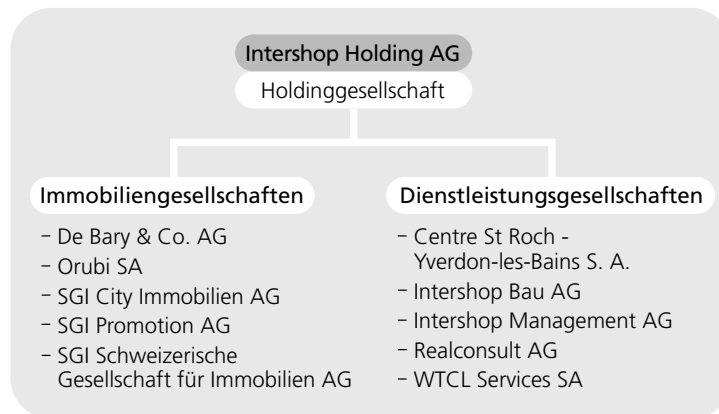 Intershop Holding AG
Holdinggesellschaft
Immobiliengesellschaften
– De Bary & Co. AG
– Orubi SA
– SGI City Immobilien AG
– SGI Promotion AG
– SGI Schweizerische
Gesellschaft für Immobilien AG
Dienstleistungsgesellschaften
– Centre St Roch -
Yverdon-les-Bains S. A.
– Intershop Bau AG
– Intershop Management AG
– Realconsult AG
– WTCL Services SA